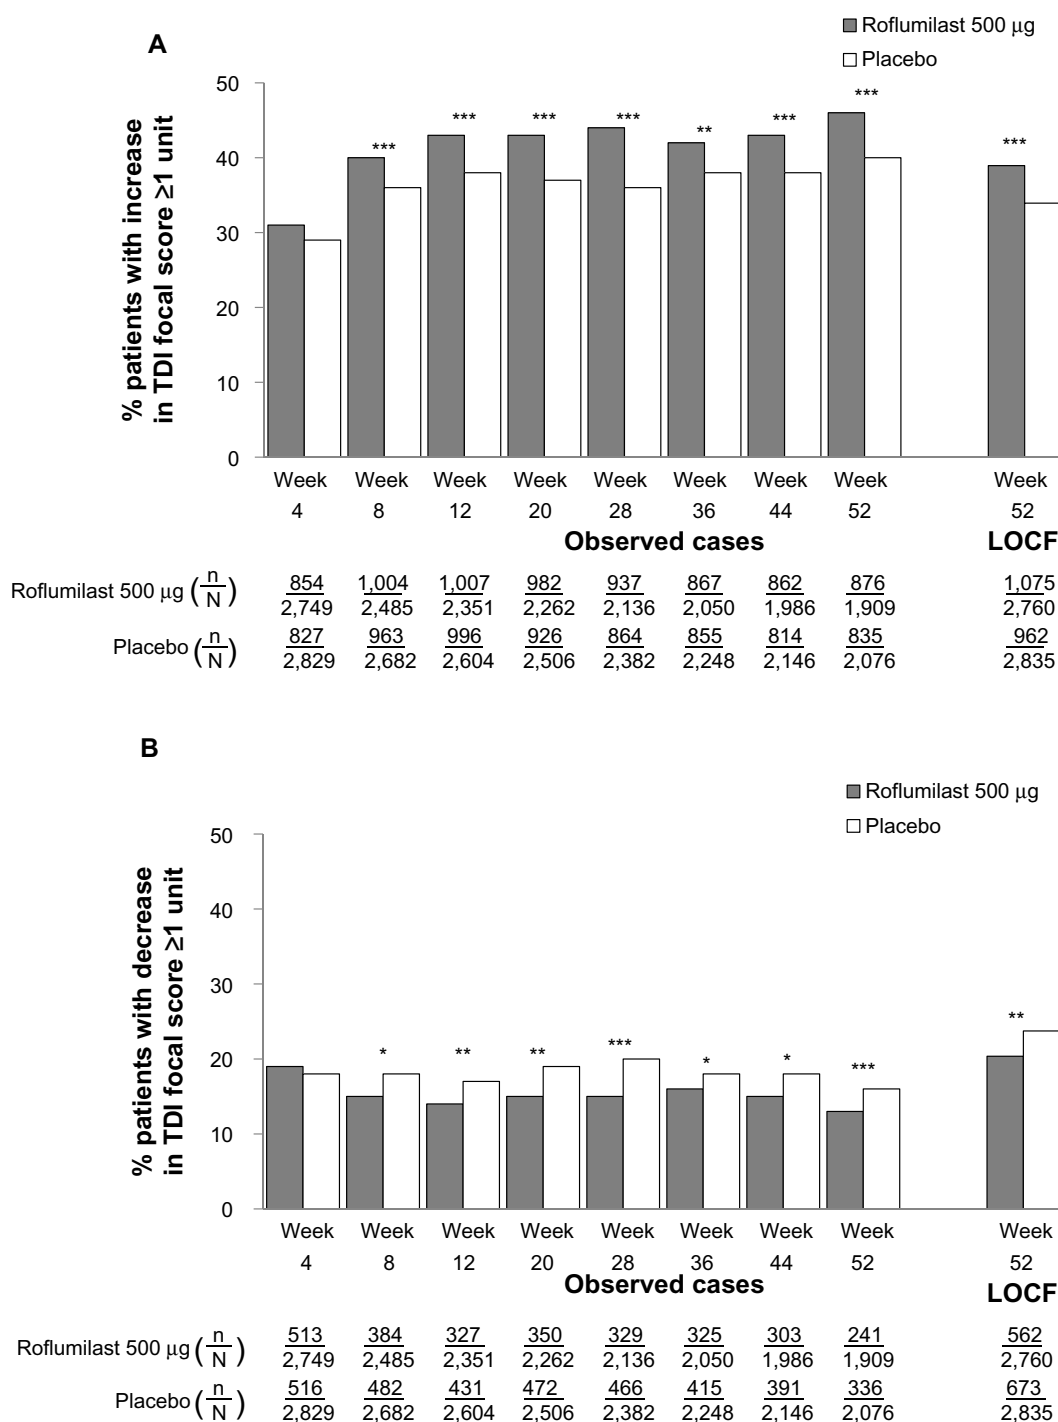 A
Roflumilast 500 μg
Placebo
% patients with increase
in TDI focal score ≥1 unit
50
40
30
20
10
0
*** *** *** *** ** *** *** ***
Week Week Week Week Week Week Week Week Week
4 8 12 20 28 36 44 52 52
Observed cases LOCF
Roflumilast 500 μg (n/N) 854/2,749 1,004/2,485 1,007/2,351 982/2,262 937/2,136 867/2,050 862/1,986 876/1,909 1,075/2,760
Placebo (n/N) 827/2,829 963/2,682 996/2,604 926/2,506 864/2,382 855/2,248 814/2,146 835/2,076 962/2,835
B
Roflumilast 500 μg
Placebo
% patients with decrease
in TDI focal score ≥1 unit
50
40
30
20
10
0
* ** ** *** * * *** **
Week Week Week Week Week Week Week Week Week
4 8 12 20 28 36 44 52 52
Observed cases LOCF
Roflumilast 500 μg (n/N) 513/2,749 384/2,485 327/2,351 350/2,262 329/2,136 325/2,050 303/1,986 241/1,909 562/2,760
Placebo (n/N) 516/2,829 482/2,682 431/2,604 472/2,506 466/2,382 415/2,248 391/2,146 336/2,076 673/2,835